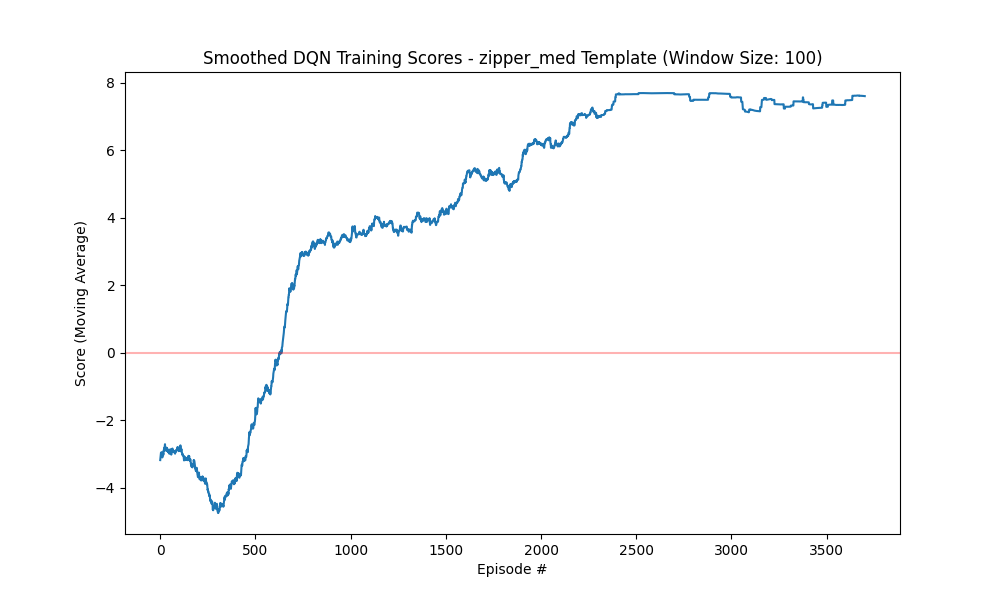 Smoothed DQN Training Scores - zipper_med Template (Window Size: 100)
Score (Moving Average)
8
6
4
2
0
−2
−4
0 500 1000 1500 2000 2500 3000 3500
Episode #